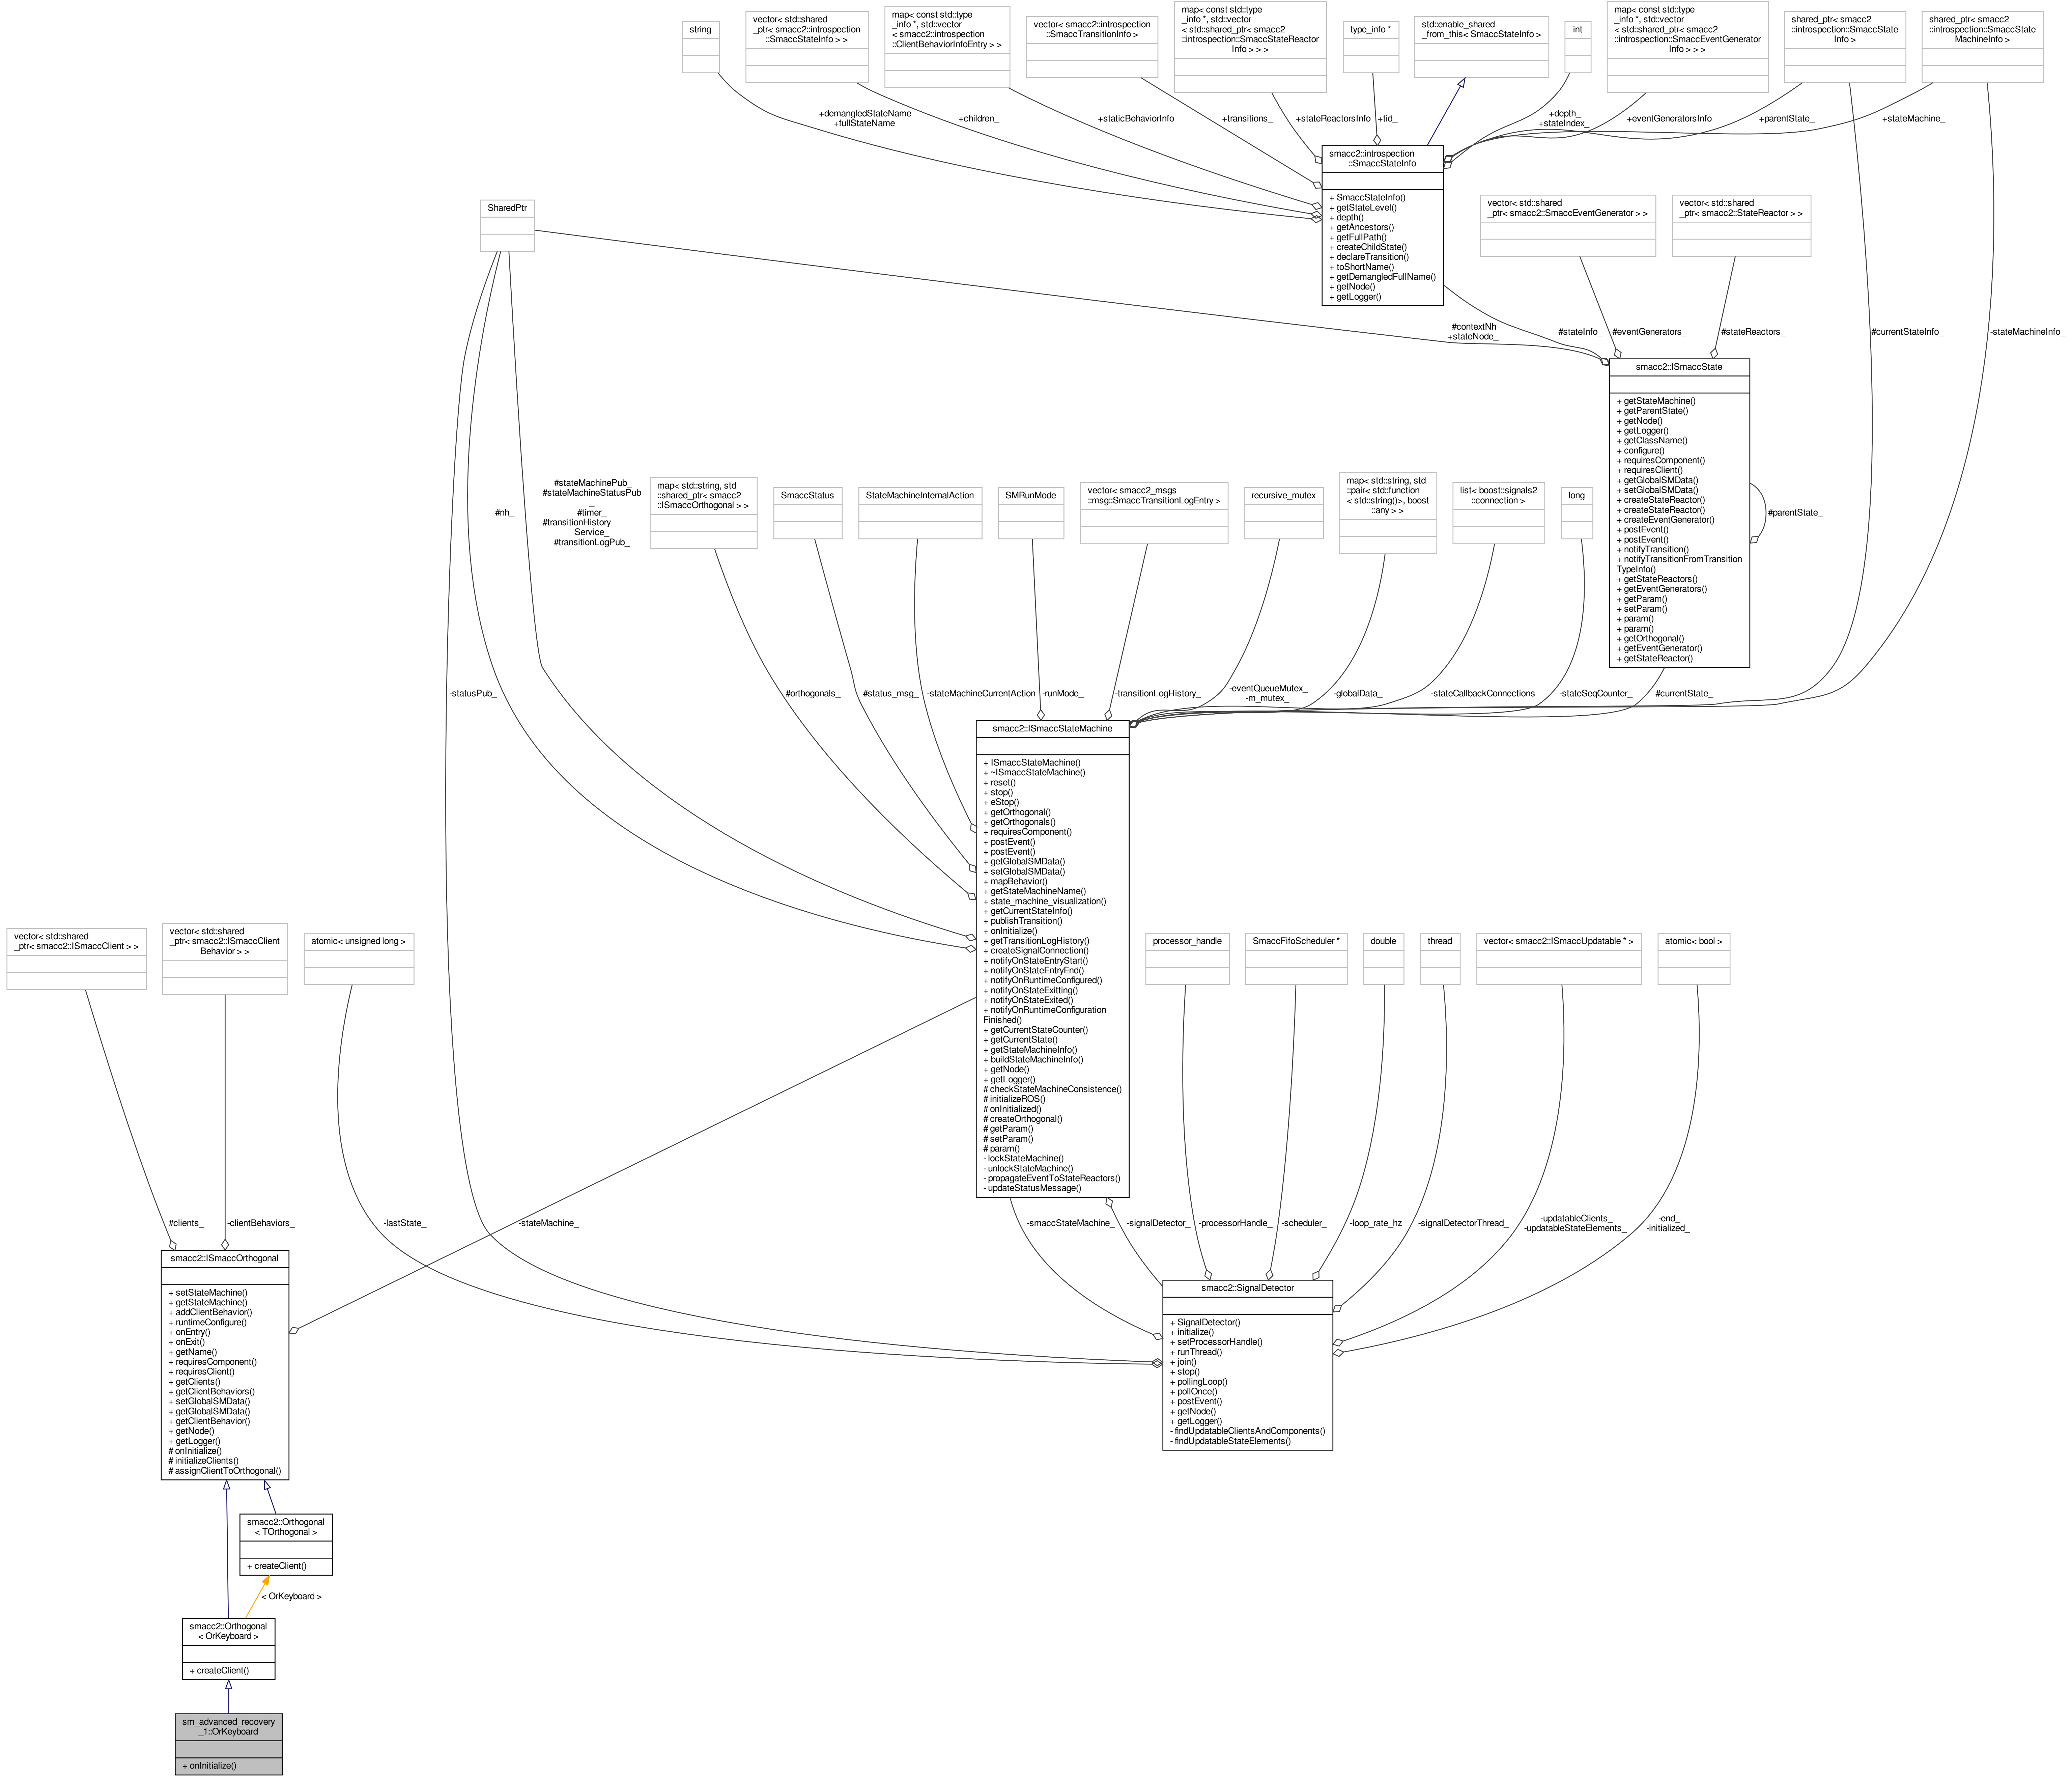 string
vector< std::shared
_ptr< smacc2::introspection
::SmaccStateInfo > >
map< const std::type
_info *, std::vector
< smacc2::introspection
::ClientBehaviorInfoEntry > >
vector< smacc2::introspection
::SmaccTransitionInfo >
map< const std::type
_info *, std::vector
< std::shared_ptr< smacc2
::introspection::SmaccStateReactor
Info > > >
type_info *
std::enable_shared
_from_this< SmaccStateInfo >
int
map< const std::type
_info *, std::vector
< std::shared_ptr< smacc2
::introspection::SmaccEventGenerator
Info > > >
shared_ptr< smacc2
::introspection::SmaccState
Info >
shared_ptr< smacc2
::introspection::SmaccState
MachineInfo >
+demangledStateName
+fullStateName
+children_
+staticBehaviorInfo
+transitions_
+stateReactorsInfo
+tid_
+depth_
+stateIndex_
+eventGeneratorsInfo
+parentState_
+stateMachine_
smacc2::introspection
::SmaccStateInfo
+ SmaccStateInfo()
+ getStateLevel()
+ depth()
+ getAncestors()
+ getFullPath()
+ createChildState()
+ declareTransition()
+ toShortName()
+ getDemangledFullName()
+ getNode()
+ getLogger()
SharedPtr
vector< std::shared
_ptr< smacc2::SmaccEventGenerator > >
vector< std::shared
_ptr< smacc2::StateReactor > >
#contextNh
+stateNode_
#stateInfo_
#eventGenerators_
#stateReactors_
#currentStateInfo_
-stateMachineInfo_
smacc2::ISmaccState
+ getStateMachine()
+ getParentState()
+ getNode()
+ getLogger()
+ getClassName()
+ configure()
+ requiresComponent()
+ requiresClient()
+ getGlobalSMData()
+ setGlobalSMData()
+ createStateReactor()
+ createStateReactor()
+ createEventGenerator()
+ postEvent()
+ postEvent()
+ notifyTransition()
+ notifyTransitionFromTransition
TypeInfo()
+ getStateReactors()
+ getEventGenerators()
+ getParam()
+ setParam()
+ param()
+ param()
+ getOrthogonal()
+ getEventGenerator()
+ getStateReactor()
#parentState_
#nh_
#stateMachinePub_
#stateMachineStatusPub
_
#timer_
#transitionHistory
Service_
#transitionLogPub_
map< std::string, std
::shared_ptr< smacc2
::ISmaccOrthogonal > >
SmaccStatus
StateMachineInternalAction
SMRunMode
vector< smacc2_msgs
::msg::SmaccTransitionLogEntry >
recursive_mutex
map< std::string, std
::pair< std::function
< std::string()>, boost
::any > >
list< boost::signals2
::connection >
long
-statusPub_
#orthogonals_
#status_msg_
-stateMachineCurrentAction
-runMode_
-transitionLogHistory_
-eventQueueMutex_
-m_mutex_
-globalData_
-stateCallbackConnections
-stateSeqCounter_
#currentState_
smacc2::ISmaccStateMachine
+ ISmaccStateMachine()
+ ~ISmaccStateMachine()
+ reset()
+ stop()
+ eStop()
+ getOrthogonal()
+ getOrthogonals()
+ requiresComponent()
+ postEvent()
+ postEvent()
+ getGlobalSMData()
+ setGlobalSMData()
+ mapBehavior()
+ getStateMachineName()
+ state_machine_visualization()
+ getCurrentStateInfo()
+ publishTransition()
+ onInitialize()
+ getTransitionLogHistory()
+ createSignalConnection()
+ notifyOnStateEntryStart()
+ notifyOnStateEntryEnd()
+ notifyOnRuntimeConfigured()
+ notifyOnStateExitting()
+ notifyOnStateExited()
+ notifyOnRuntimeConfiguration
Finished()
+ getCurrentStateCounter()
+ getCurrentState()
+ getStateMachineInfo()
+ buildStateMachineInfo()
+ getNode()
+ getLogger()
# checkStateMachineConsistence()
# initializeROS()
# onInitialized()
# createOrthogonal()
# getParam()
# setParam()
# param()
- lockStateMachine()
- unlockStateMachine()
- propagateEventToStateReactors()
- updateStatusMessage()
vector< std::shared
_ptr< smacc2::ISmaccClient > >
vector< std::shared
_ptr< smacc2::ISmaccClient
Behavior > >
atomic< unsigned long >
processor_handle
SmaccFifoScheduler *
double
thread
vector< smacc2::ISmaccUpdatable * >
atomic< bool >
#clients_
-clientBehaviors_
-lastState_
-stateMachine_
-smaccStateMachine_
-signalDetector_
-processorHandle_
-scheduler_
-loop_rate_hz
-signalDetectorThread_
-updatableClients_
-updatableStateElements_
-end_
-initialized_
smacc2::ISmaccOrthogonal
+ setStateMachine()
+ getStateMachine()
+ addClientBehavior()
+ runtimeConfigure()
+ onEntry()
+ onExit()
+ getName()
+ requiresComponent()
+ requiresClient()
+ getClients()
+ getClientBehaviors()
+ setGlobalSMData()
+ getGlobalSMData()
+ getClientBehavior()
+ getNode()
+ getLogger()
# onInitialize()
# initializeClients()
# assignClientToOrthogonal()
smacc2::SignalDetector
+ SignalDetector()
+ initialize()
+ setProcessorHandle()
+ runThread()
+ join()
+ stop()
+ pollingLoop()
+ pollOnce()
+ postEvent()
+ getNode()
+ getLogger()
- findUpdatableClientsAndComponents()
- findUpdatableStateElements()
smacc2::Orthogonal
< TOrthogonal >
+ createClient()
< OrKeyboard >
smacc2::Orthogonal
< OrKeyboard >
+ createClient()
sm_advanced_recovery
_1::OrKeyboard
+ onInitialize()